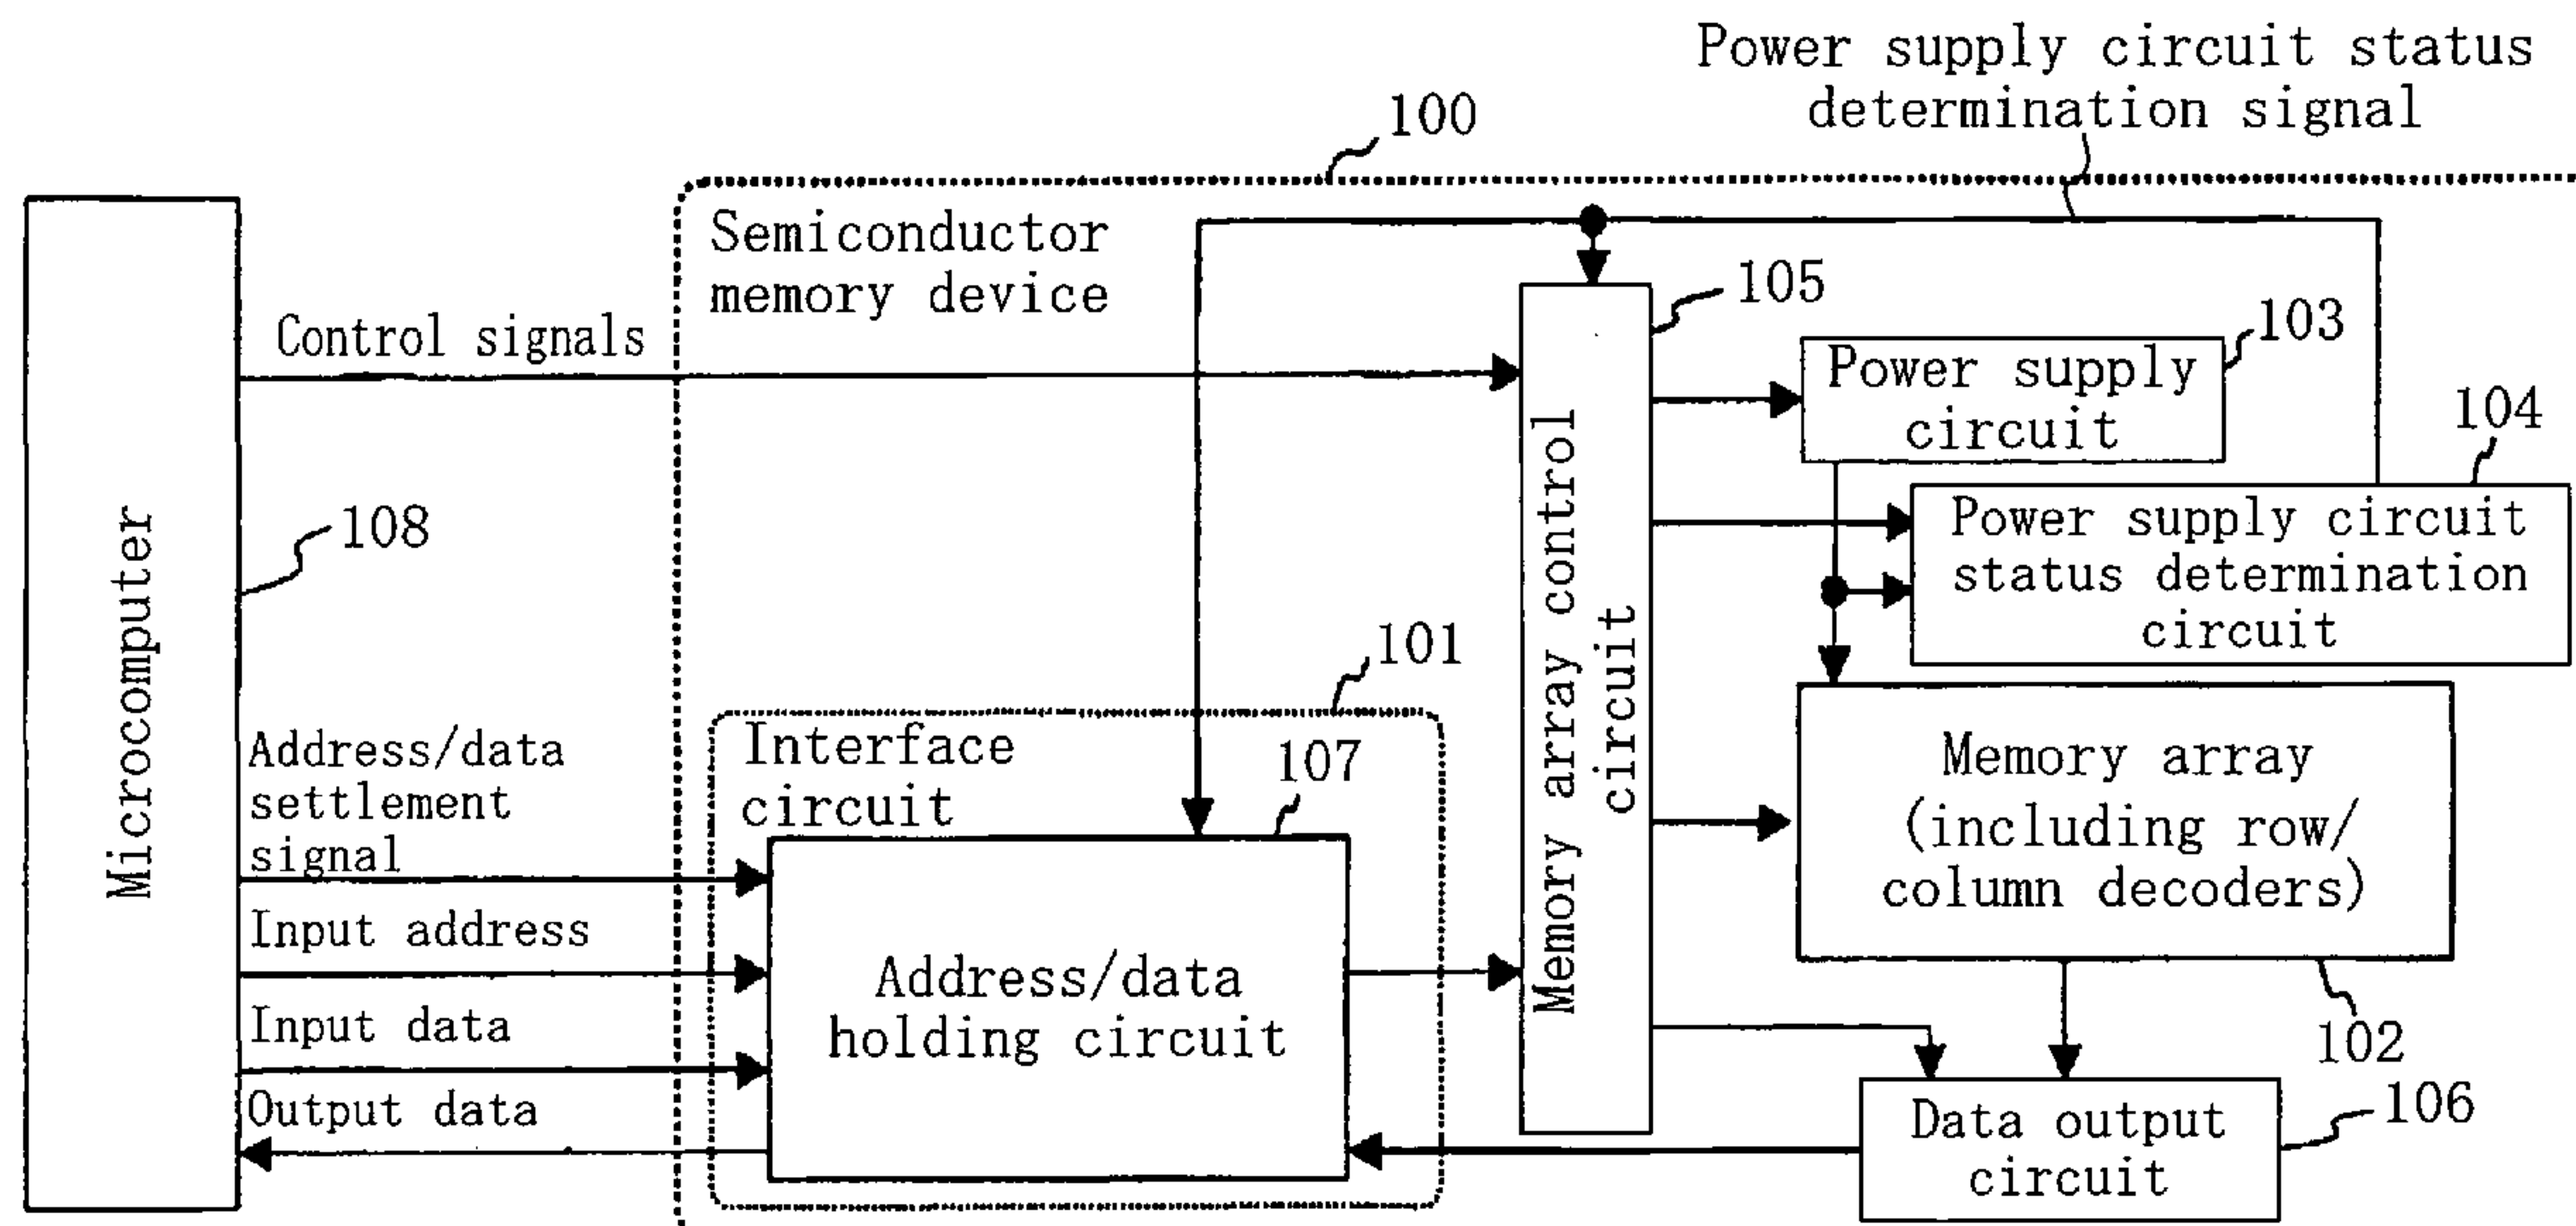 Power supply circuit status
determination signal
100
Semiconductor
memory device
105
Control signals
103
Power supply
circuit
104
Power supply circuit
status determination
circuit
Microcomputer
108
Memory array control
circuit
101
Interface
circuit
107
Address/data
settlement
signal
Memory array
(including row/
column decoders)
Input address
Address/data
holding circuit
Input data
102
Output data
Data output
circuit
106